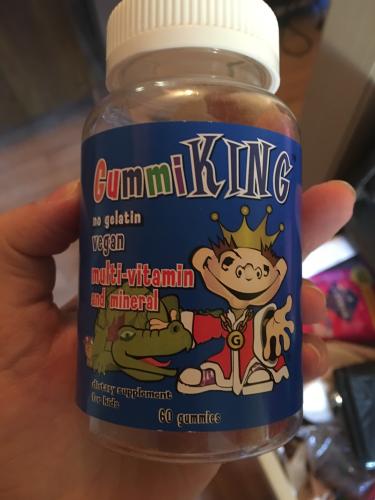 GummiKING
no gelatin
vegan
multi-vitamin
and mineral
G
dietary supplement
for kids
60 gummies